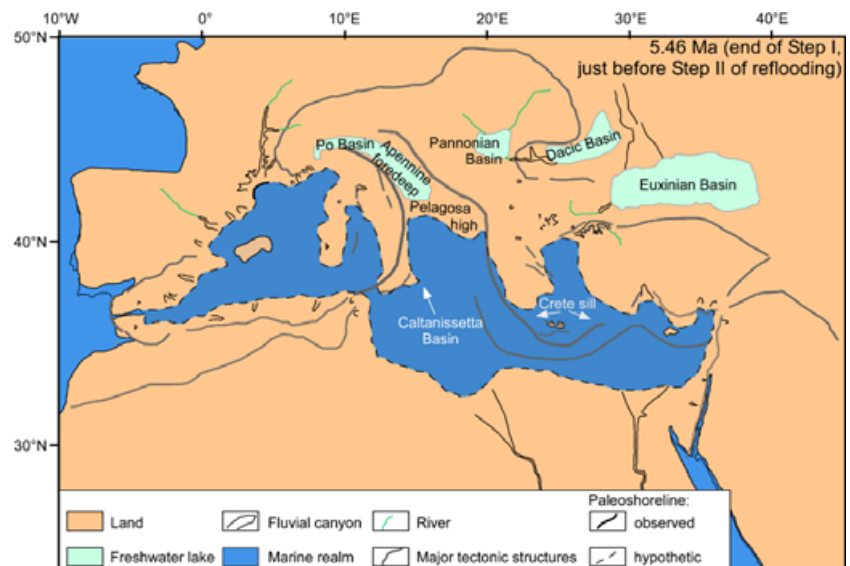 10°W 0° 10°E 20°E 30°E 40°E
50°N
5.46 Ma (end of Step I,
just before Step II of reflooding)
Po Basin
Apennine
foredeep
Pannonian
Basin
Dacic Basin
Euxinian Basin
Pelagosa
high
40°N
Crete sill
Caltanissetta
Basin
30°N
Paleoshoreline:
Land Fluvial canyon River observed
Freshwater lake Marine realm Major tectonic structures hypothetic